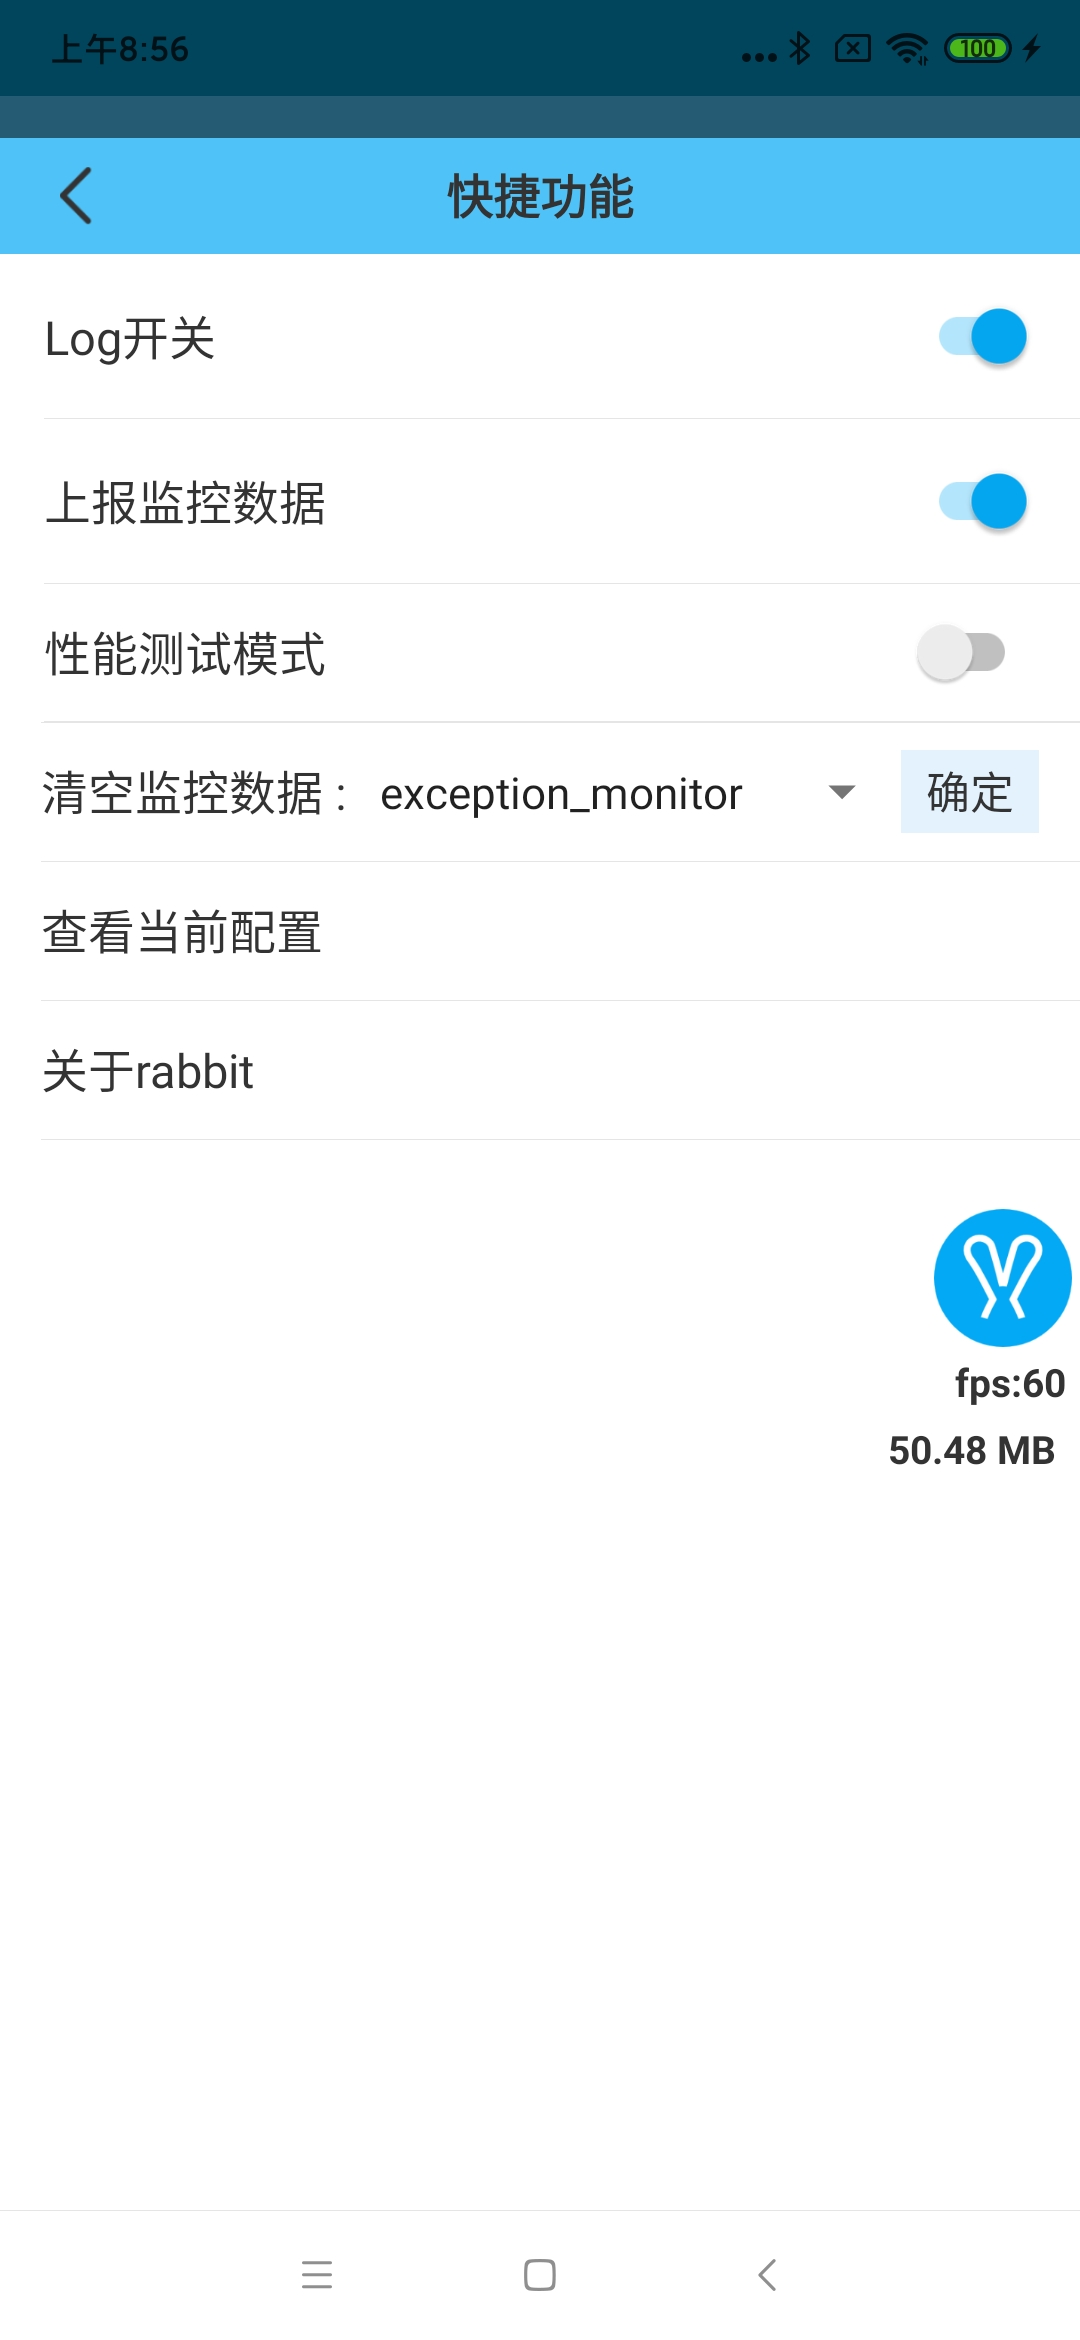 上午8:56
100
快捷功能
Log开关
上报监控数据
性能测试模式
清空监控数据： exception_monitor 确定
查看当前配置
关于rabbit
fps:60
50.48 MB